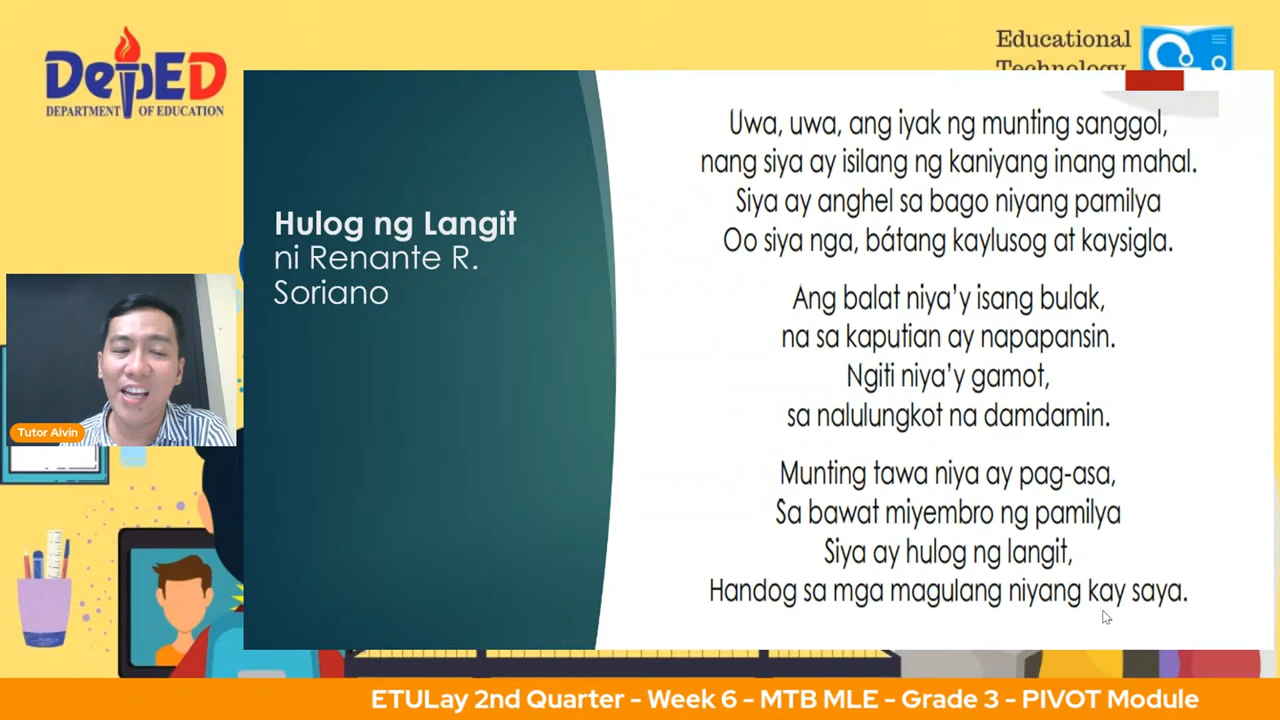 DepED
DEPARTMENT OF EDUCATION
Educational
Technology
Hulog ng Langit
ni Renante R.
Soriano
Uwa, uwa, ang iyak ng munting sanggol,
nang siya ay isilang ng kaniyang inang mahal.
Siya ay anghel sa bago niyang pamilya
Oo siya nga, bátang kaylusog at kaysigla.
Ang balat niya'y isang bulak,
na sa kaputian ay napapansin.
Ngiti niya'y gamot,
sa nalulungkot na damdamin.
Munting tawa niya ay pag-asa,
Sa bawat miyembro ng pamilya
Siya ay hulog ng langit,
Handog sa mga magulang niyang kay saya.
Tutor Alvin
ETULay 2nd Quarter - Week 6 - MTB MLE - Grade 3 - PIVOT Module